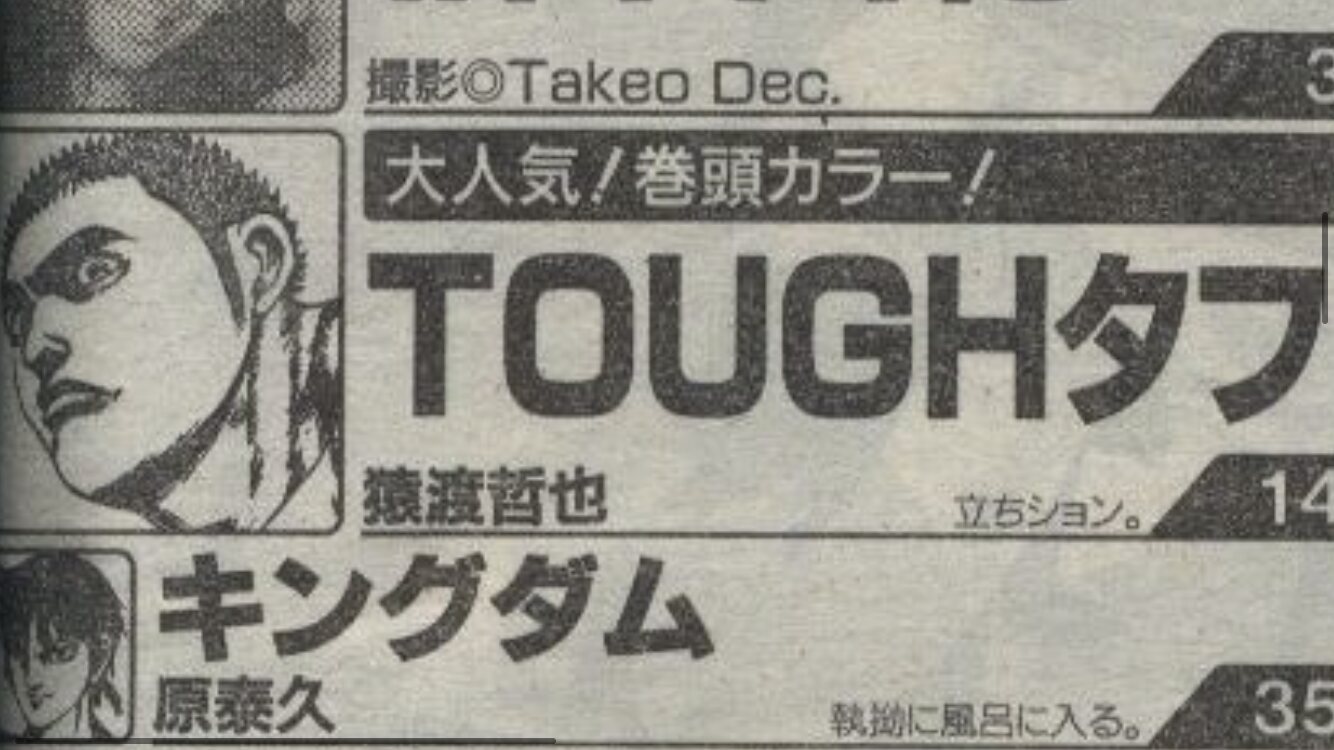 撮影◎Takeo Dec.
3
大人気！巻頭カラー！
TOUGHタフ
猿渡哲也
立ちション。
14
キングダム
原泰久
執拗に風呂に入る。
35